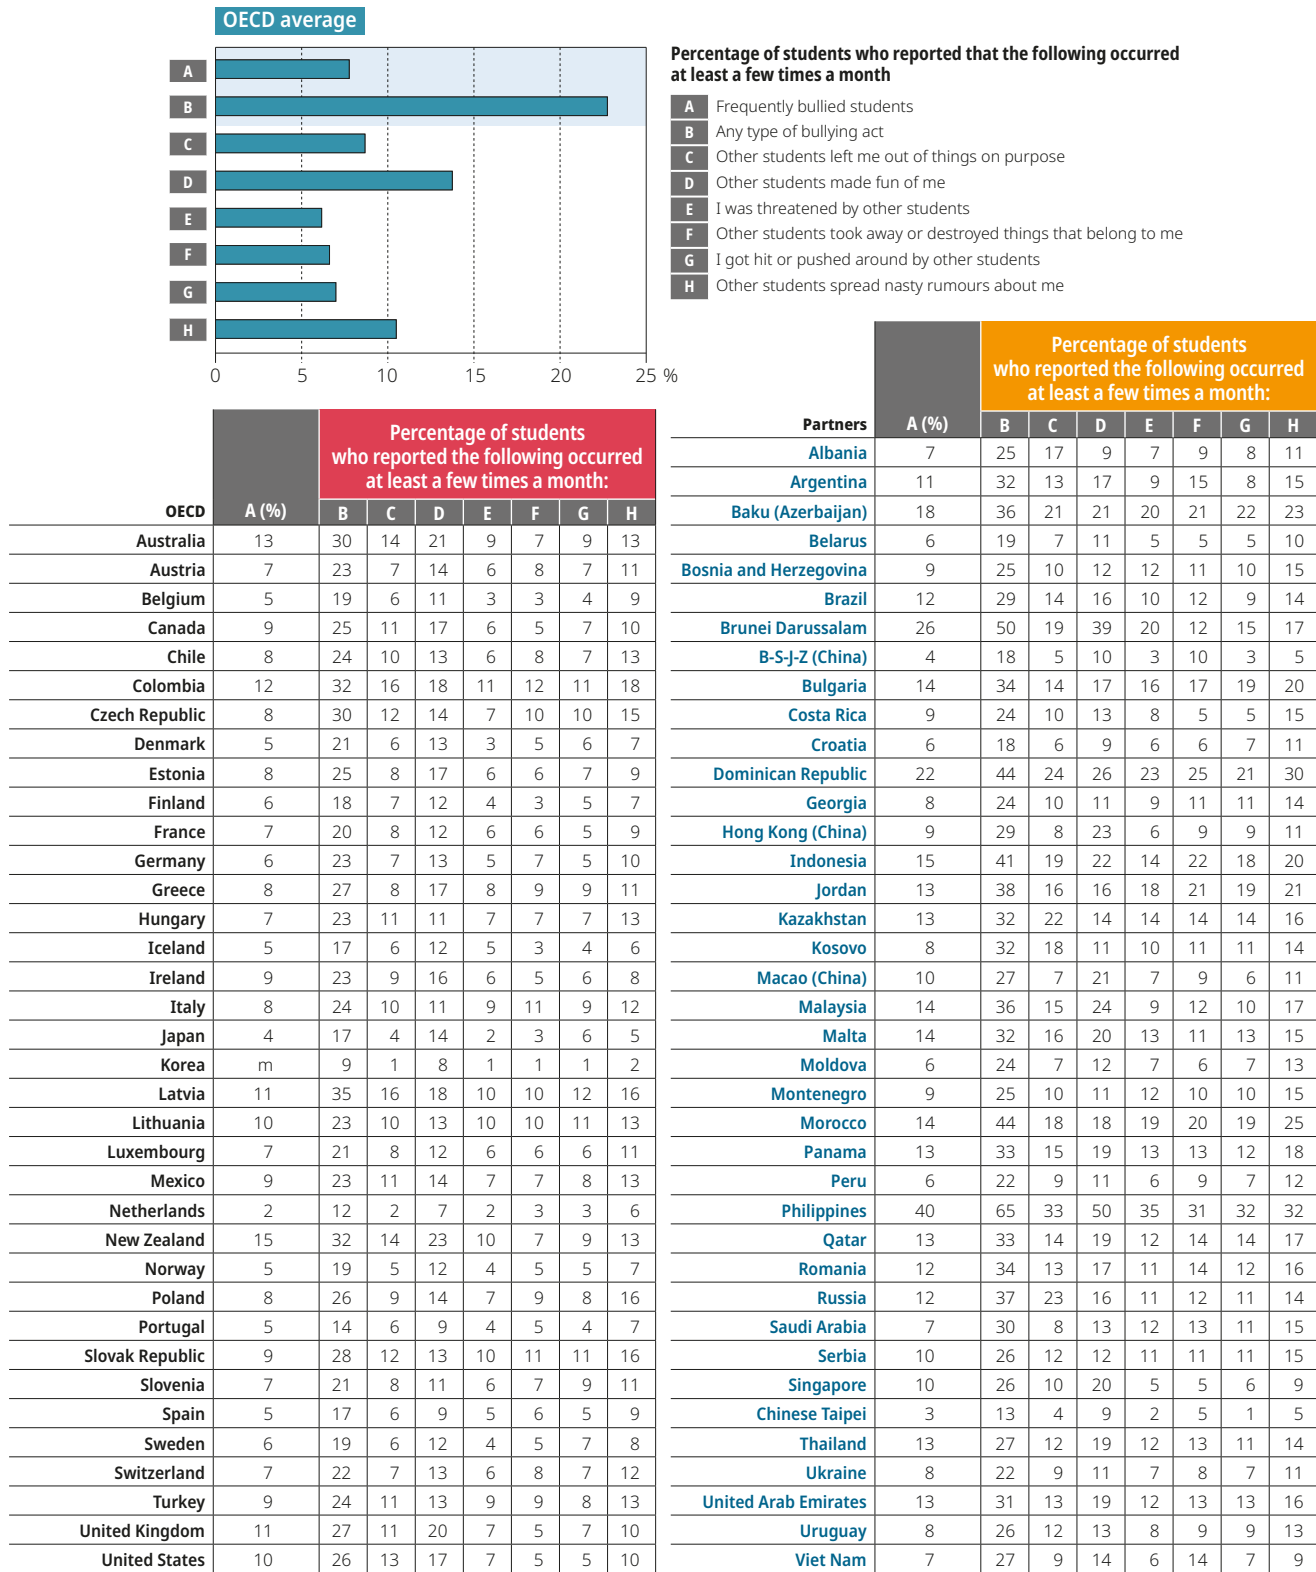 OECD average
A
B
C
D
E
F
G
H
0 5 10 15 20 25 %
Percentage of students who reported that the following occurred
at least a few times a month
A Frequently bullied students
B Any type of bullying act
C Other students left me out of things on purpose
D Other students made fun of me
E I was threatened by other students
F Other students took away or destroyed things that belong to me
G I got hit or pushed around by other students
H Other students spread nasty rumours about me
Percentage of students
who reported the following occurred
at least a few times a month:
OECD A (%) B C D E F G H
Australia 13 30 14 21 9 7 9 13
Austria 7 23 7 14 6 8 7 11
Belgium 5 19 6 11 3 3 4 9
Canada 9 25 11 17 6 5 7 10
Chile 8 24 10 13 6 8 7 13
Colombia 12 32 16 18 11 12 11 18
Czech Republic 8 30 12 14 7 10 10 15
Denmark 5 21 6 13 3 5 6 7
Estonia 8 25 8 17 6 6 7 9
Finland 6 18 7 12 4 3 5 7
France 7 20 8 12 6 6 5 9
Germany 6 23 7 13 5 7 5 10
Greece 8 27 8 17 8 9 9 11
Hungary 7 23 11 11 7 7 7 13
Iceland 5 17 6 12 5 3 4 6
Ireland 9 23 9 16 6 5 6 8
Italy 8 24 10 11 9 11 9 12
Japan 4 17 4 14 2 3 6 5
Korea m 9 1 8 1 1 1 2
Latvia 11 35 16 18 10 10 12 16
Lithuania 10 23 10 13 10 10 11 13
Luxembourg 7 21 8 12 6 6 6 11
Mexico 9 23 11 14 7 7 8 13
Netherlands 2 12 2 7 2 3 3 6
New Zealand 15 32 14 23 10 7 9 13
Norway 5 19 5 12 4 5 5 7
Poland 8 26 9 14 7 9 8 16
Portugal 5 14 6 9 4 5 4 7
Slovak Republic 9 28 12 13 10 11 11 16
Slovenia 7 21 8 11 6 7 9 11
Spain 5 17 6 9 5 6 5 9
Sweden 6 19 6 12 4 5 7 8
Switzerland 7 22 7 13 6 8 7 12
Turkey 9 24 11 13 9 9 8 13
United Kingdom 11 27 11 20 7 5 7 10
United States 10 26 13 17 7 5 5 10
Percentage of students
who reported the following occurred
at least a few times a month:
Partners A (%) B C D E F G H
Albania 7 25 17 9 7 9 8 11
Argentina 11 32 13 17 9 15 8 15
Baku (Azerbaijan) 18 36 21 21 20 21 22 23
Belarus 6 19 7 11 5 5 5 10
Bosnia and Herzegovina 9 25 10 12 12 11 10 15
Brazil 12 29 14 16 10 12 9 14
Brunei Darussalam 26 50 19 39 20 12 15 17
B-S-J-Z (China) 4 18 5 10 3 10 3 5
Bulgaria 14 34 14 17 16 17 19 20
Costa Rica 9 24 10 13 8 5 5 15
Croatia 6 18 6 9 6 6 7 11
Dominican Republic 22 44 24 26 23 25 21 30
Georgia 8 24 10 11 9 11 11 14
Hong Kong (China) 9 29 8 23 6 9 9 11
Indonesia 15 41 19 22 14 22 18 20
Jordan 13 38 16 16 18 21 19 21
Kazakhstan 13 32 22 14 14 14 14 16
Kosovo 8 32 18 11 10 11 11 14
Macao (China) 10 27 7 21 7 9 6 11
Malaysia 14 36 15 24 9 12 10 17
Malta 14 32 16 20 13 11 13 15
Moldova 6 24 7 12 7 6 7 13
Montenegro 9 25 10 11 12 10 10 15
Morocco 14 44 18 18 19 20 19 25
Panama 13 33 15 19 13 13 12 18
Peru 6 22 9 11 6 9 7 12
Philippines 40 65 33 50 35 31 32 32
Qatar 13 33 14 19 12 14 14 17
Romania 12 34 13 17 11 14 12 16
Russia 12 37 23 16 11 12 11 14
Saudi Arabia 7 30 8 13 12 13 11 15
Serbia 10 26 12 12 11 11 11 15
Singapore 10 26 10 20 5 5 6 9
Chinese Taipei 3 13 4 9 2 5 1 5
Thailand 13 27 12 19 12 13 11 14
Ukraine 8 22 9 11 7 8 7 11
United Arab Emirates 13 31 13 19 12 13 13 16
Uruguay 8 26 12 13 8 9 9 13
Viet Nam 7 27 9 14 6 14 7 9